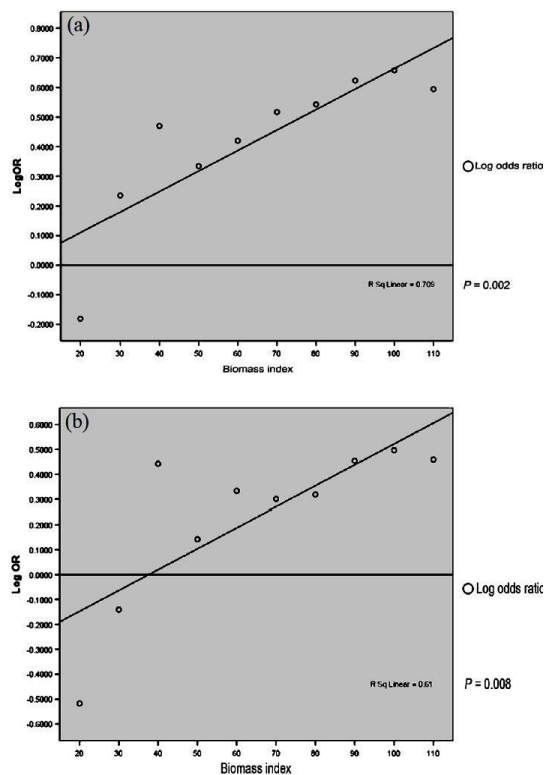 (a)
0.8000
0.7000
0.6000
0.5000
0.4000
0.3000
0.2000
0.1000
0.0000
-0.1000
-0.2000
LogOR
R Sq Linear = 0.709
Log odds ratio
P = 0.002
20 30 40 50 60 70 80 90 100 110
Biomass index
(b)
0.6000
0.5000
0.4000
0.3000
0.2000
0.1000
0.0000
-0.1000
-0.2000
-0.3000
-0.4000
-0.5000
-0.6000
Log OR
Log odds ratio
R Sq Linear = 0.61
P = 0.008
20 30 40 50 60 70 80 90 100 110
Biomass index